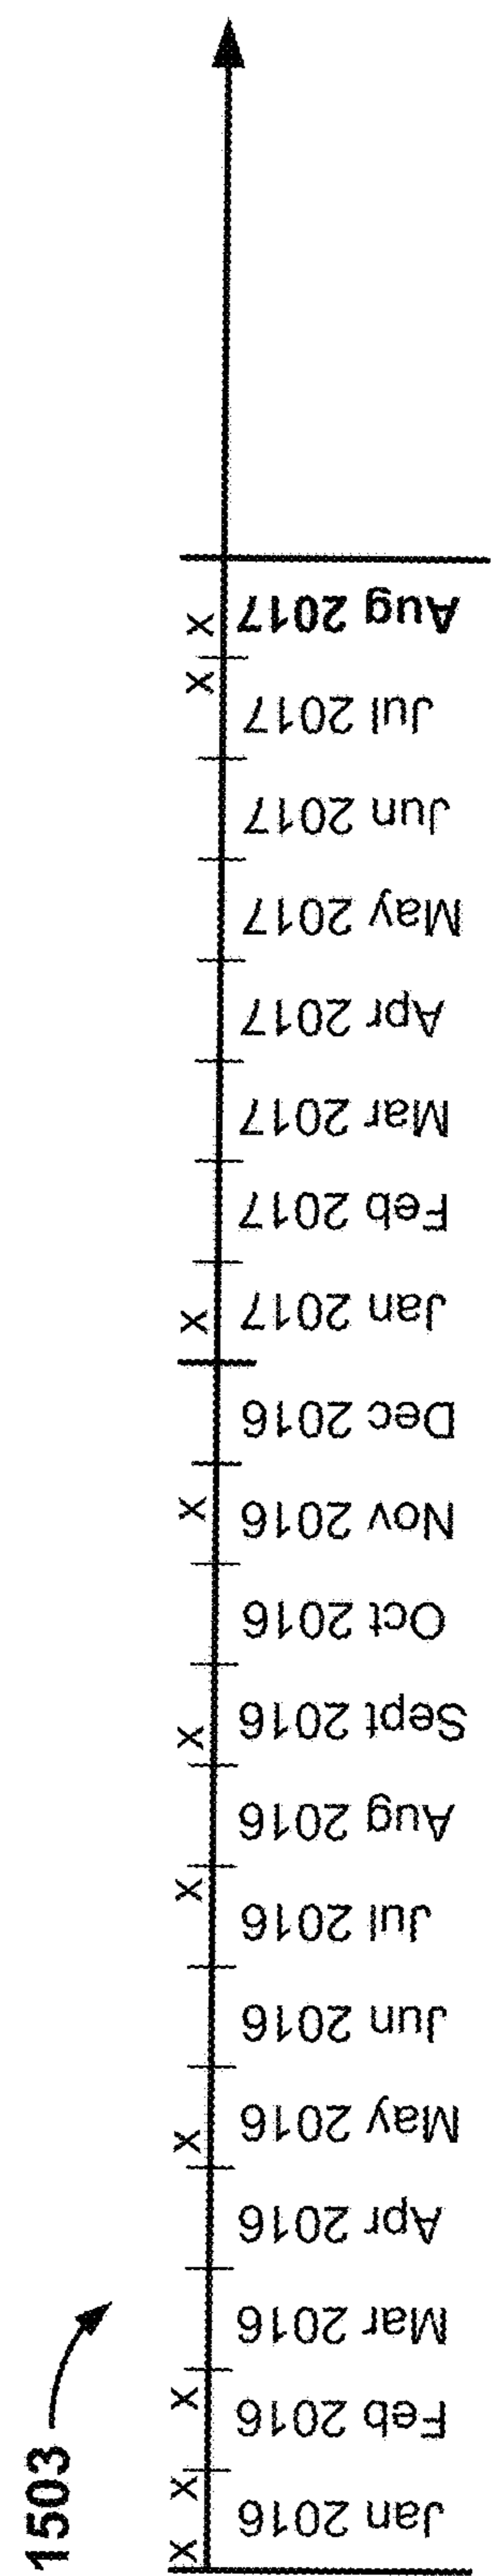 1503
X X X X X X X X X X X
Jan 2016
Feb 2016
Mar 2016
Apr 2016
May 2016
Jun 2016
Jul 2016
Aug 2016
Sept 2016
Oct 2016
Nov 2016
Dec 2016
Jan 2017
Feb 2017
Mar 2017
Apr 2017
May 2017
Jun 2017
Jul 2017
Aug 2017